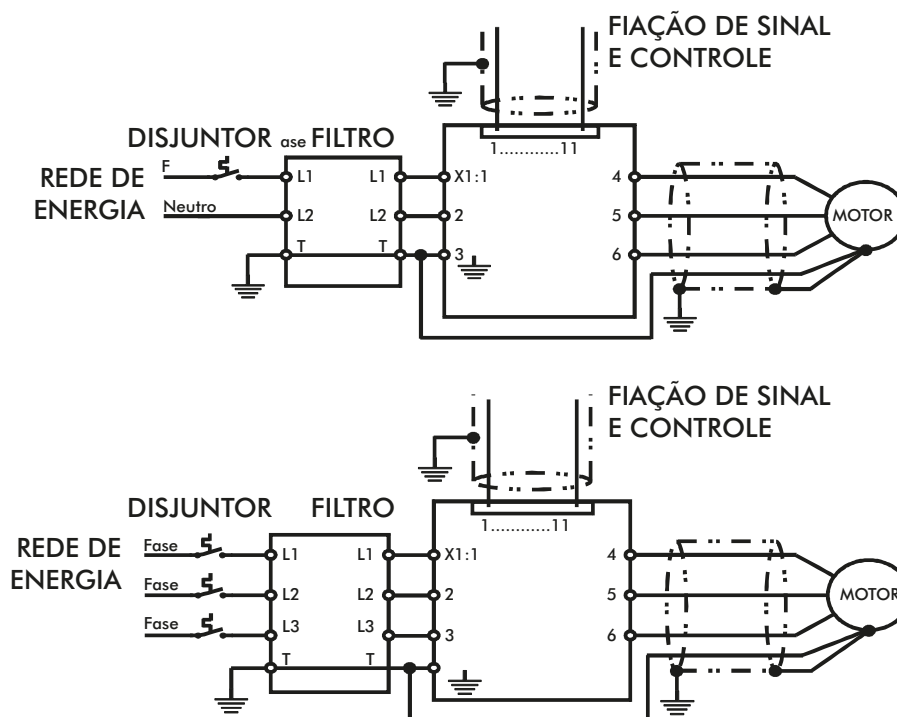 FIAÇÃO DE SINAL
E CONTROLE
DISJUNTOR ase FILTRO
1............11
F
L1 L1 X1:1 4
REDE DE
ENERGIA
Neutro
L2 L2 2 5 MOTOR
T T 3 6
FIAÇÃO DE SINAL
E CONTROLE
DISJUNTOR FILTRO
1............11
REDE DE
ENERGIA
Fase L1 L1 X1:1 4
Fase L2 L2 2 5 MOTOR
Fase L3 L3 3 6
T T